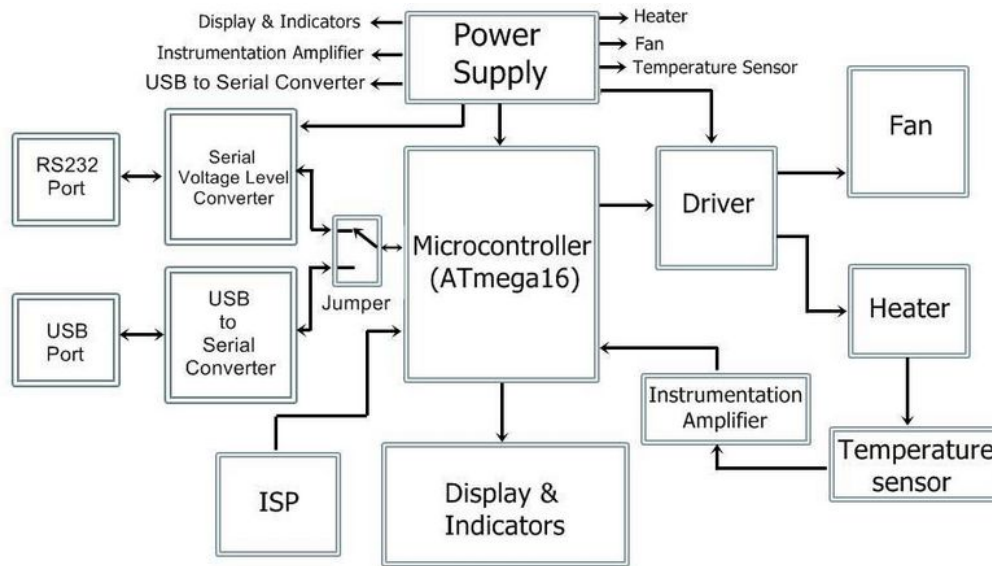 Display & Indicators
Instrumentation Amplifier
USB to Serial Converter
Power
Supply
Heater
Fan
Temperature Sensor
RS232
Port
Serial
Voltage Level
Converter
Jumper
USB
Port
USB
to
Serial
Converter
Microcontroller
(ATmega16)
Driver
Fan
Heater
Instrumentation
Amplifier
Temperature
sensor
ISP
Display &
Indicators